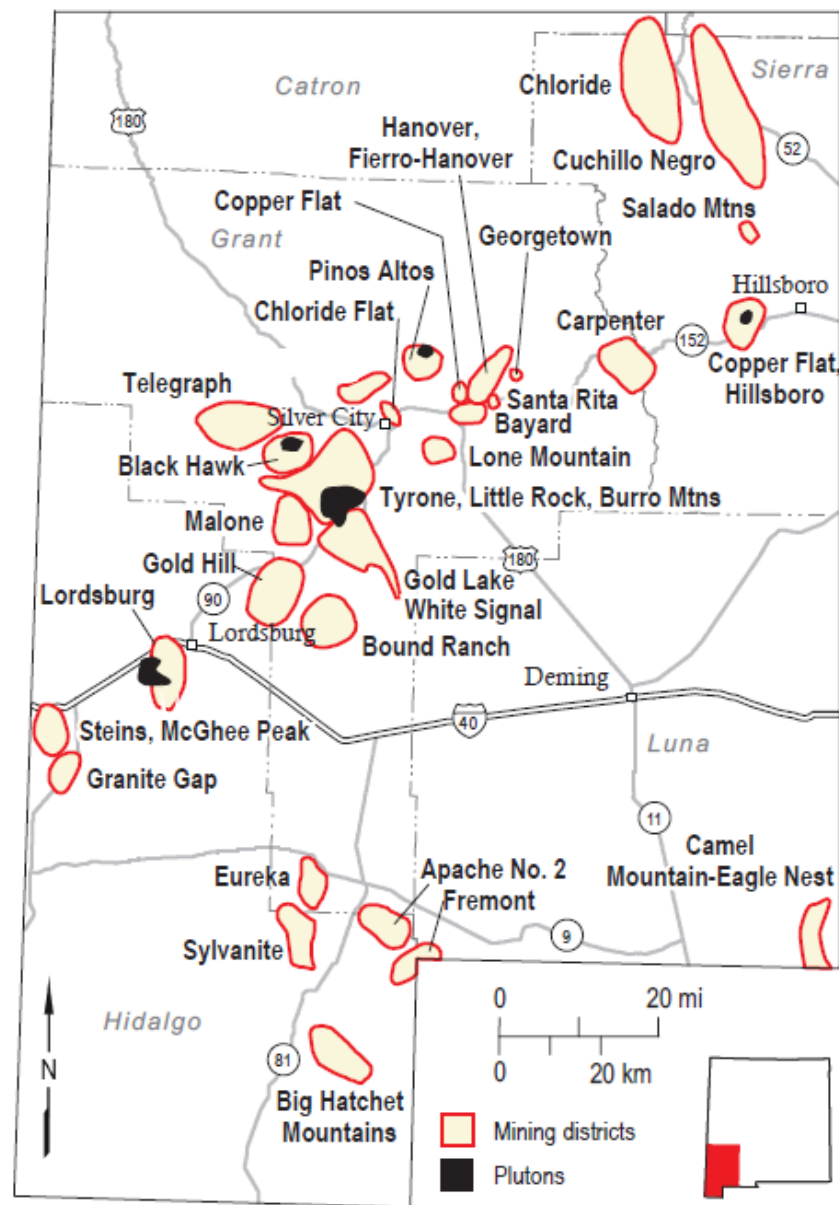 Chloride
Sierra
Catron
180
Hanover,
Fierro-Hanover
Cuchillo Negro
52
Copper Flat
Salado Mtns
Georgetown
Grant
Pinos Altos
Hillsboro
Chloride Flat
Carpenter
152
Copper Flat,
Hillsboro
Telegraph
Santa Rita
Silver City
Bayard
Black Hawk
Lone Mountain
Tyrone, Little Rock, Burro Mtns
Malone
180
Gold Hill
Gold Lake
White Signal
Lordsburg
90
Lordsburg
Bound Ranch
Deming
40
Steins, McGhee Peak
Luna
Granite Gap
11
Camel
Mountain-Eagle Nest
Eureka
Apache No. 2
Fremont
9
Sylvanite
0 20 mi
Hidalgo
81
N
0 20 km
Big Hatchet
Mountains
Mining districts
Plutons